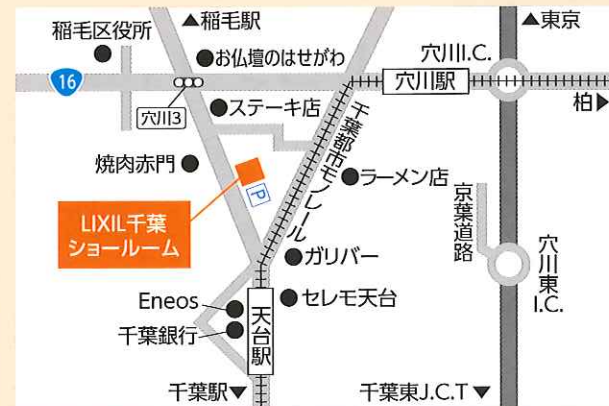 ▲稲毛駅
▲東京
稲毛区役所
お仏壇のはせがわ
穴川I.C.
16
穴川駅
穴川3
ステーキ店
柏▶
千葉都市モノレール
焼肉赤門
ラーメン店
P
京葉道路
LIXIL千葉
ショールーム
ガリバー
穴川東
I.C.
Eneos
セレモ天台
天台駅
千葉銀行
千葉駅▼
千葉東J.C.T▼